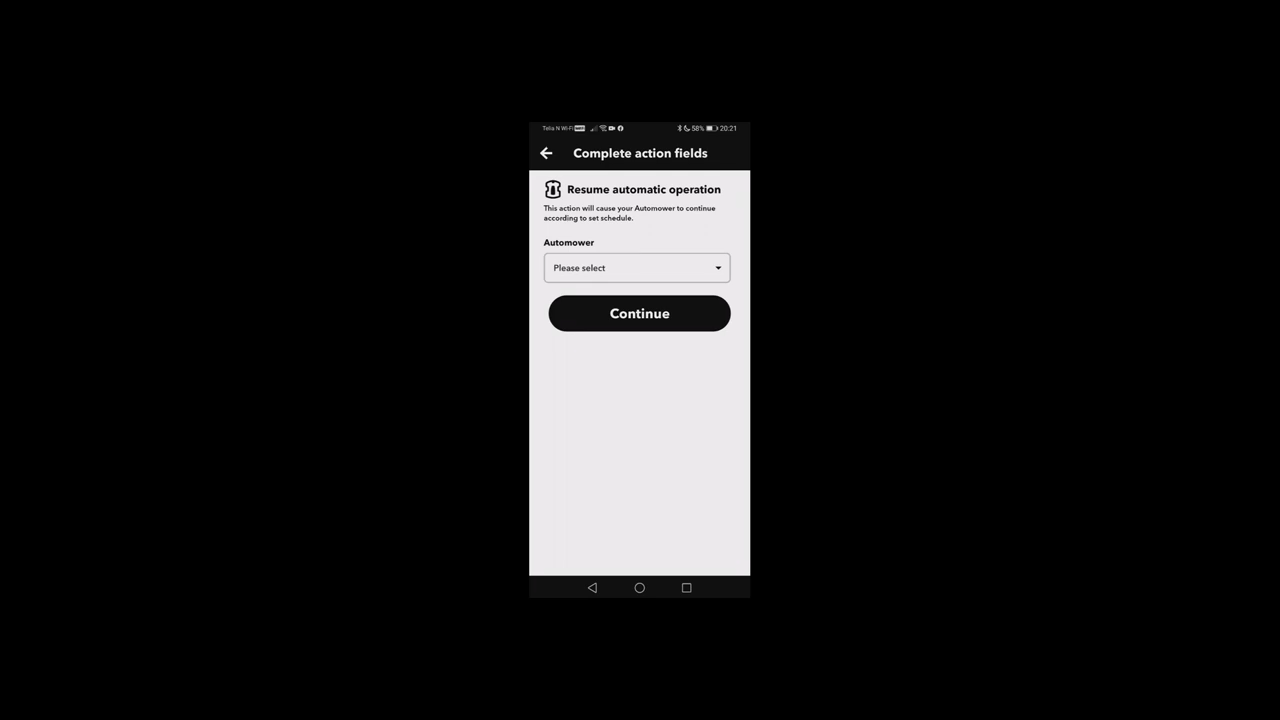 Telia N Wi-Fi 58% 20:21
Complete action fields
Resume automatic operation
This action will cause your Automower to continue
according to set schedule.
Automower
Please select
Continue